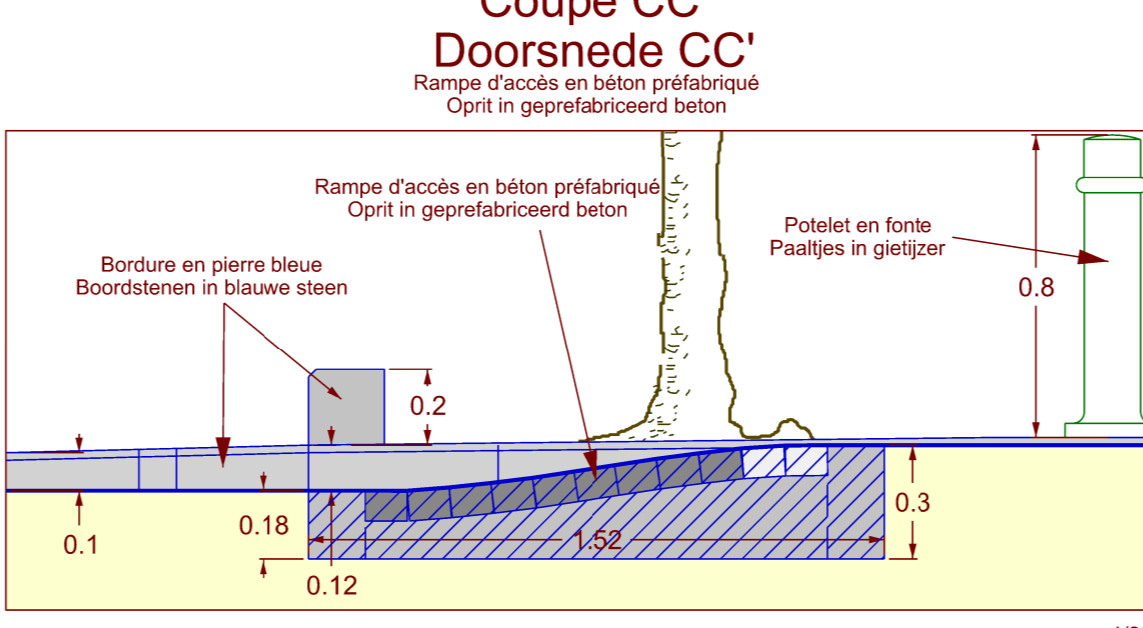 Coupe CC'
Doorsnede CC'
Rampe d'accès en béton préfabriqué
Oprit in geprefabriceerd beton
Rampe d'accès en béton préfabriqué
Oprit in geprefabriceerd beton
Potelet en fonte
Paaltjes in gietijzer
Bordure en pierre bleue
Boordstenen in blauwe steen
0.8
0.2
0.3
0.18
1.52
0.1
0.12